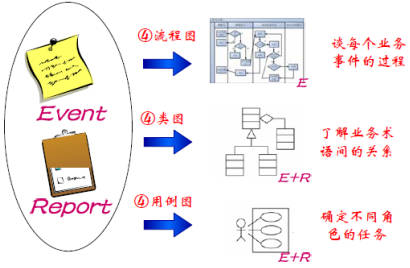 ④流程图
E
谈每个业务
事件的过程
Event
④类图
E+R
了解业务术
语间的关系
Report
④用例图
E+R
确定不同角
色的任务